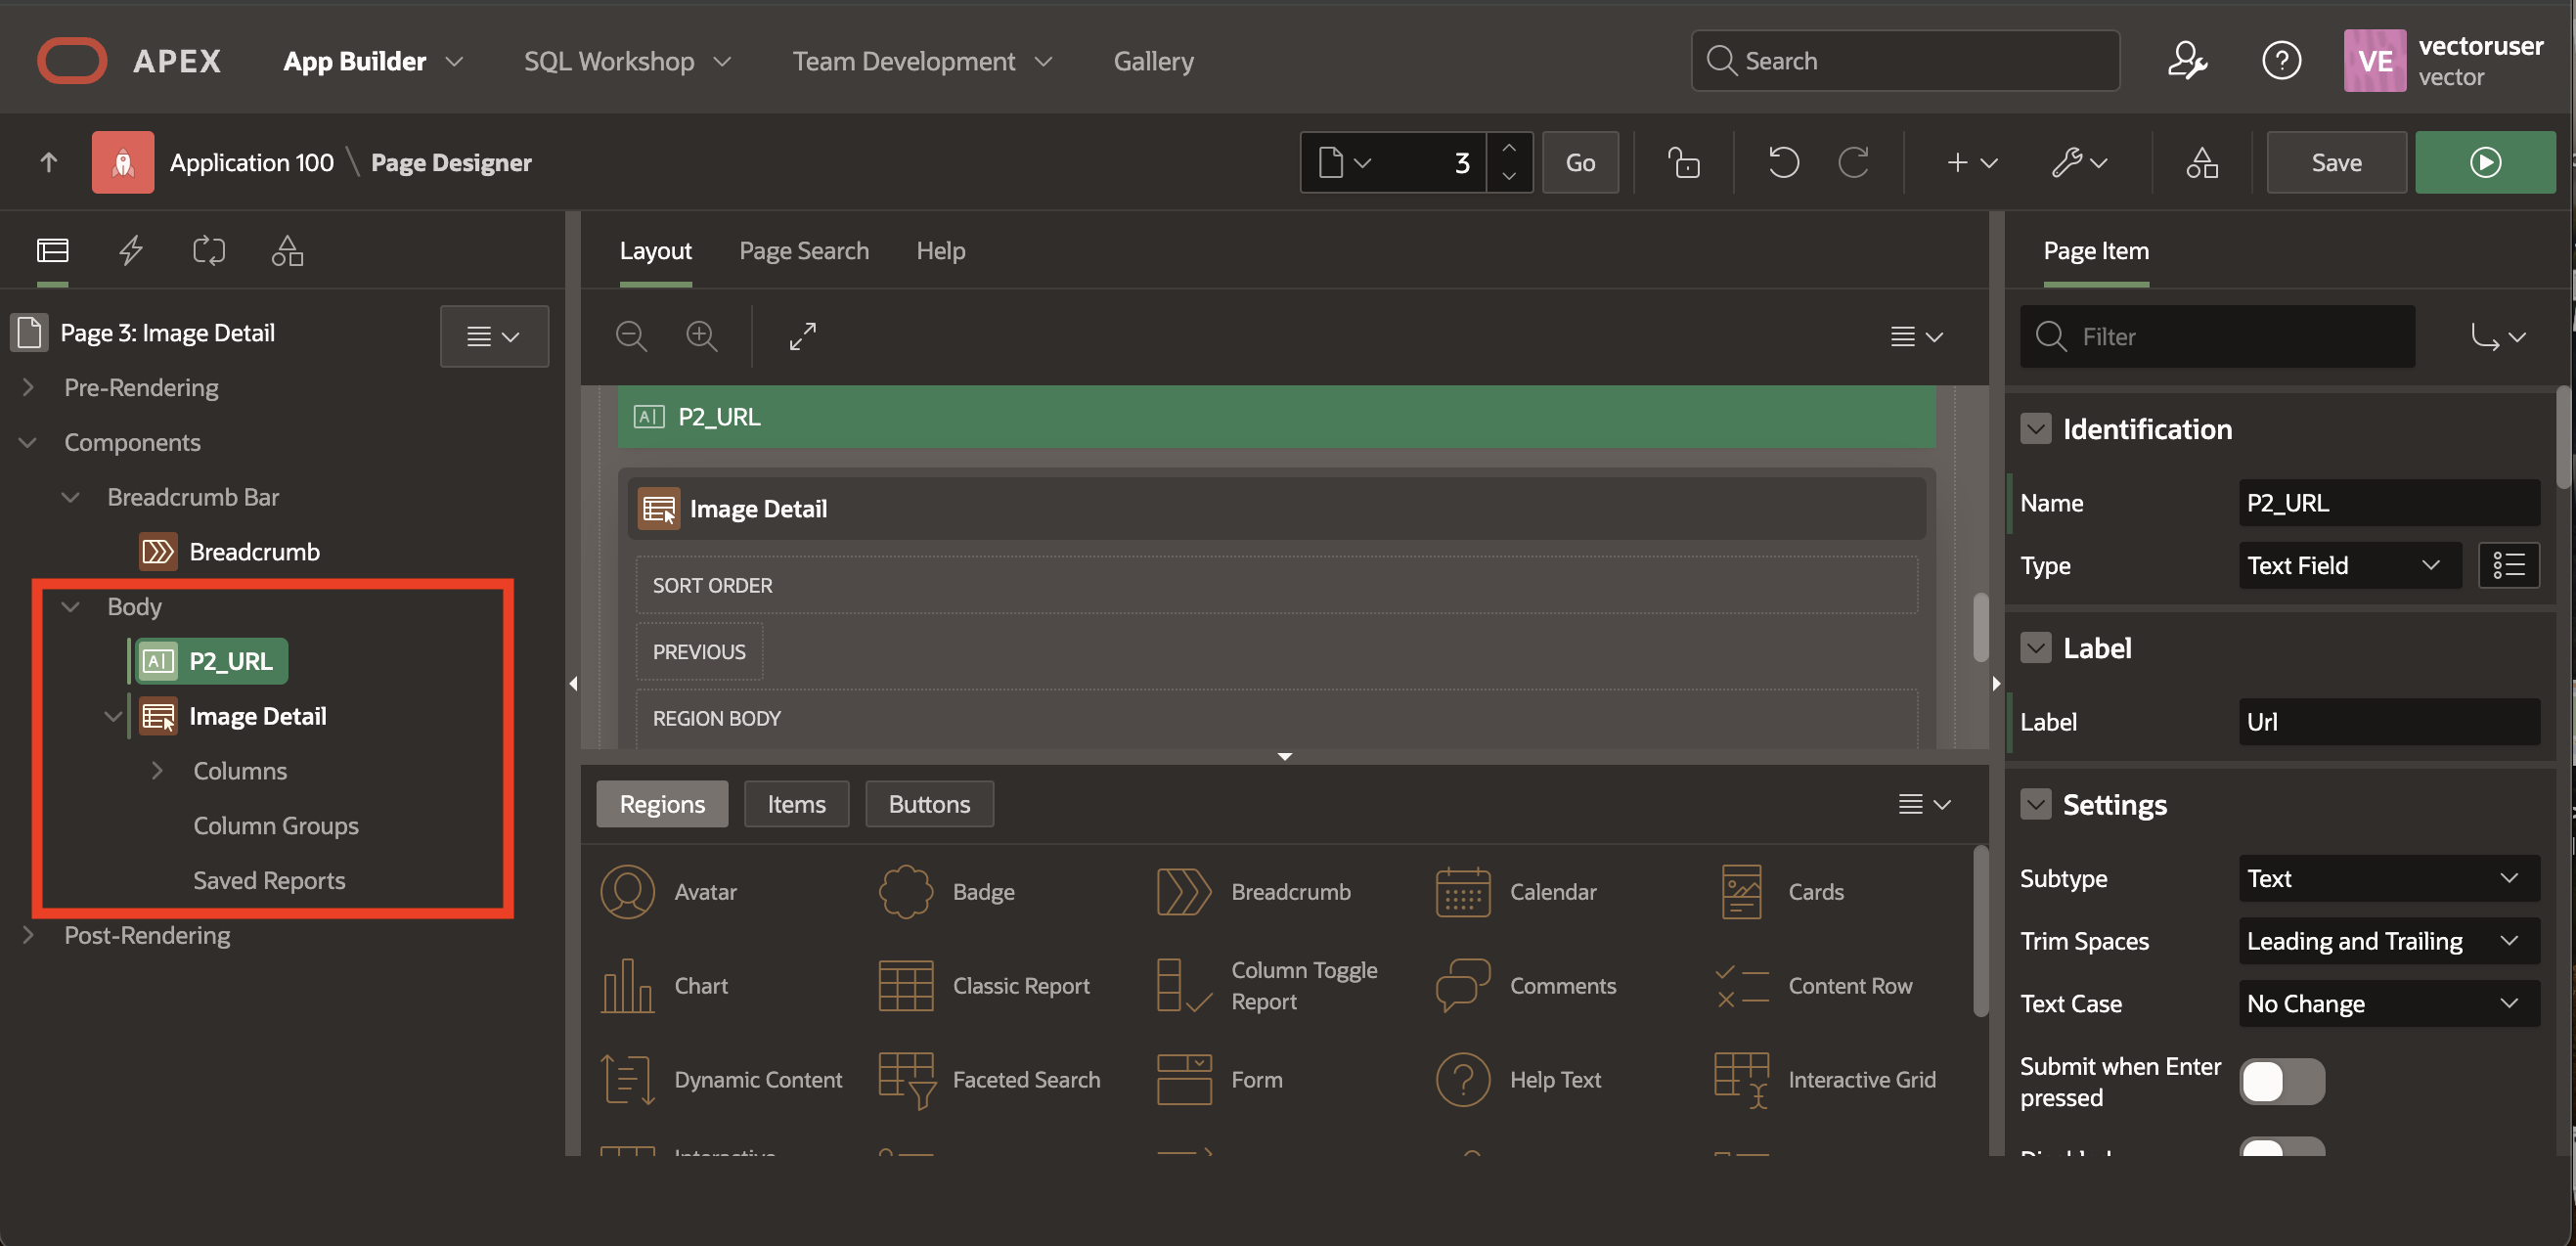 APEX
App Builder
SQL Workshop
Team Development
Gallery
Search
VE
vectoruser
vector
Application 100 \ Page Designer
3
Go
Save
Page 3: Image Detail
Pre-Rendering
Components
Breadcrumb Bar
Breadcrumb
Body
P2_URL
Image Detail
Columns
Column Groups
Saved Reports
Post-Rendering
Layout
Page Search
Help
P2_URL
Image Detail
SORT ORDER
PREVIOUS
REGION BODY
Regions
Items
Buttons
Avatar
Badge
Breadcrumb
Calendar
Cards
Chart
Classic Report
Column Toggle
Report
Comments
Content Row
Dynamic Content
Faceted Search
Form
Help Text
Interactive Grid
Page Item
Filter
Identification
Name
P2_URL
Type
Text Field
Label
Label
Url
Settings
Subtype
Text
Trim Spaces
Leading and Trailing
Text Case
No Change
Submit when Enter
pressed